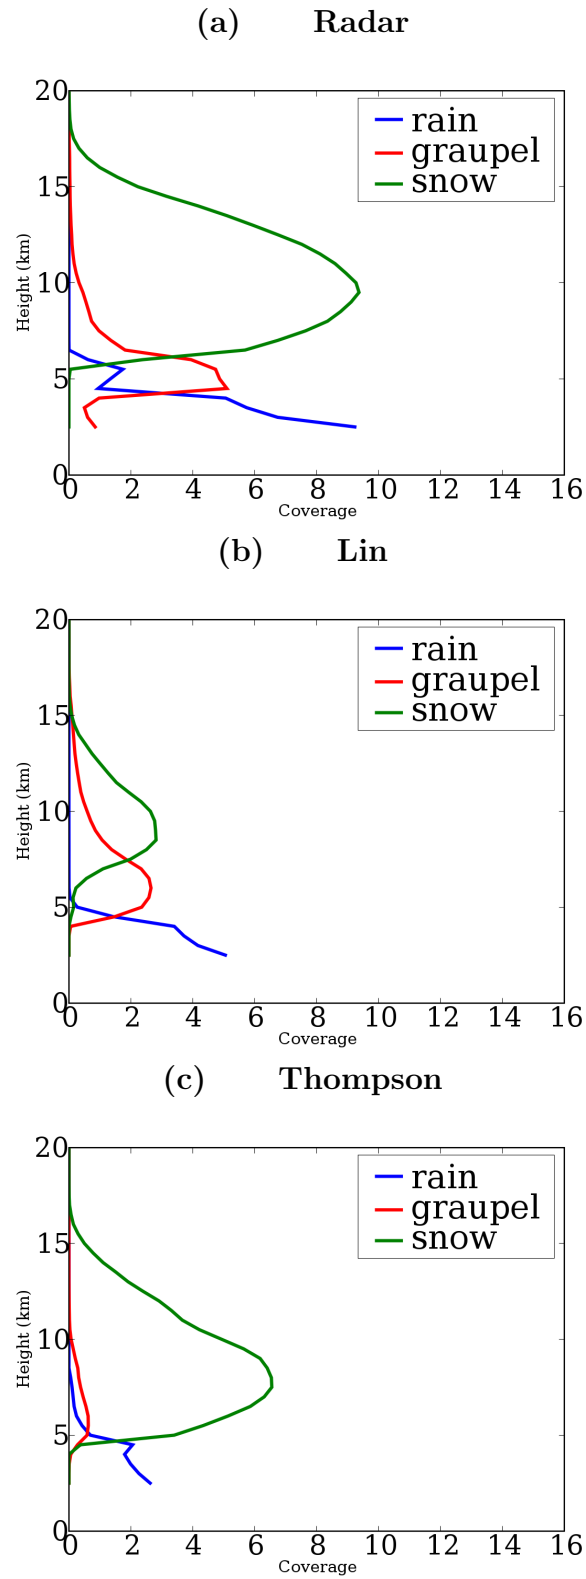 (a) Radar
20
15
10
5
0
0 2 4 6 8 10 12 14 16
Height (km)
Coverage
rain
graupel
snow
(b) Lin
20
15
10
5
0
0 2 4 6 8 10 12 14 16
Height (km)
Coverage
rain
graupel
snow
(c) Thompson
20
15
10
5
0
0 2 4 6 8 10 12 14 16
Height (km)
Coverage
rain
graupel
snow